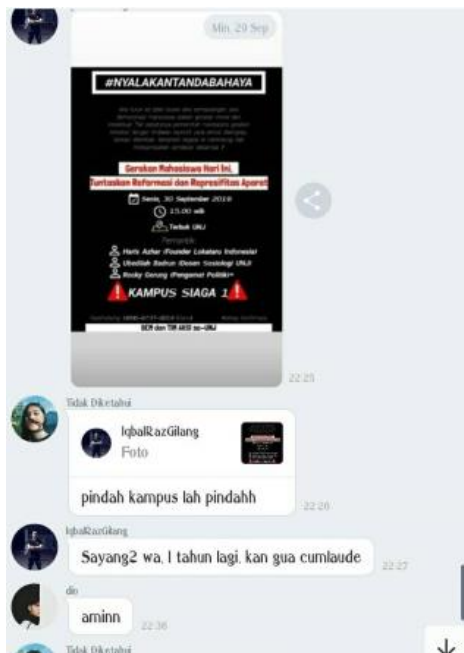 Min, 29 Sep
#NYALAKANTANDABAHAYA
Gerakan Mahasiswa Hari Ini,
Tuntaskan Reformasi dan Represifitas Aparat
Senin, 30 September 2019
15.00 wib
Terbuk UNJ
Pemantik
Haris Azhar (Founder Lokataru Indonesia)
Ubedilah Badrun (Dosen Sosiologi UNJ)
Rocky Gerung (Pengamat Politik)*
KAMPUS SIAGA 1
BEM dan TIM AKSI se-UNJ
22:25
Tidak Diketahui
IqbalRazGilang
Foto
pindah kampus lah pindahh
22:26
IqbalRazGilang
Sayang2 wa, 1 tahun lagi, kan gua cumlaude
22:27
dio
aminn
22:36
Tidak Diketahui